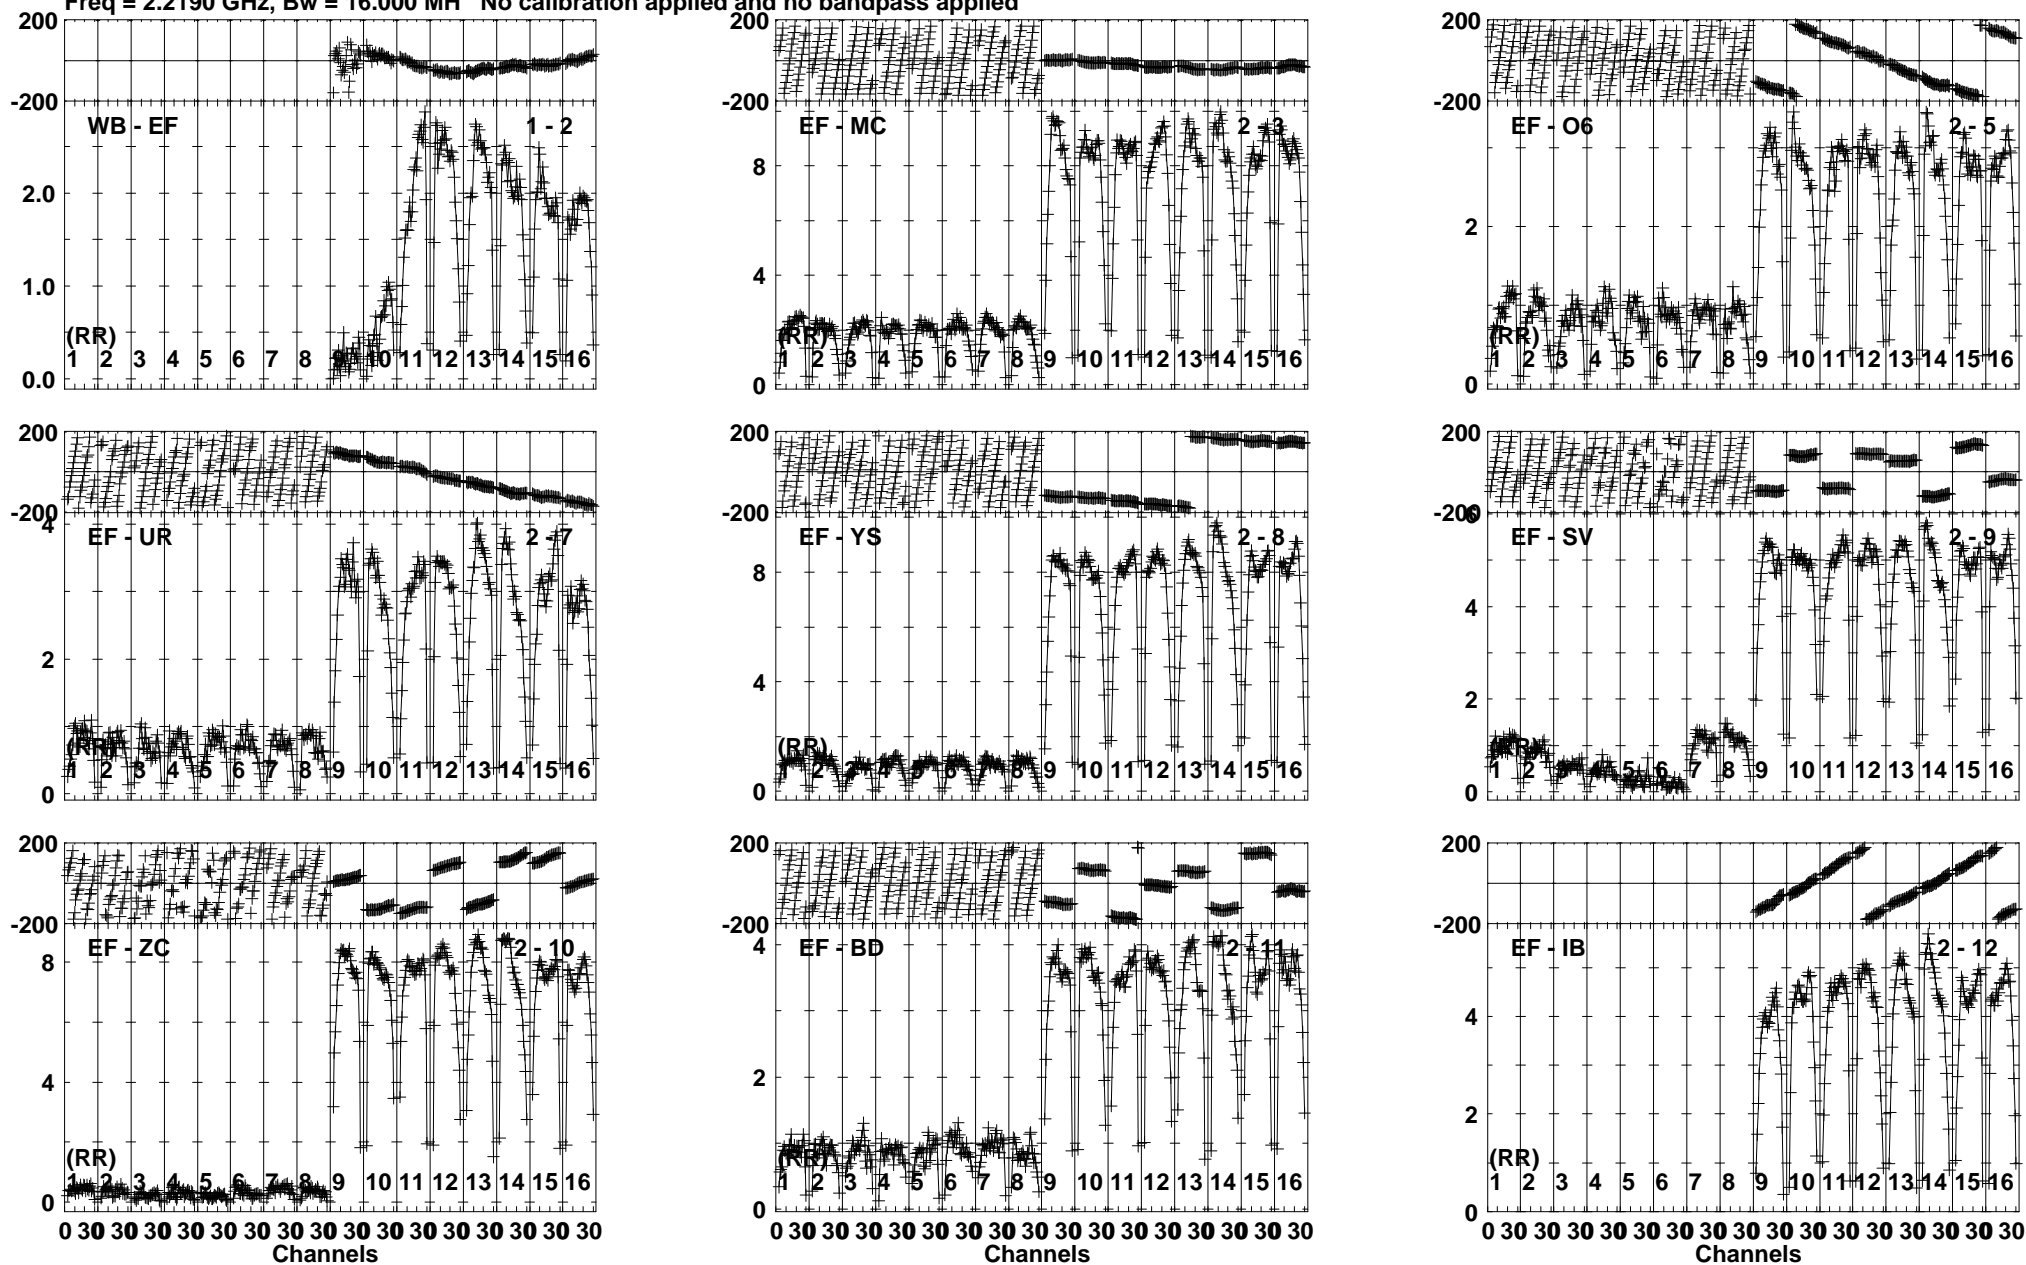 Freq = 2.2190 GHz, Bw = 16.000 MH No calibration applied and no bandpass applied
200
-200
WB - EF 1 - 2
2.0
1.0
0.0
(RR)
1 2 3 4 5 6 7 8 9 10 11 12 13 14 15 16
200
-200
EF - MC 2 - 3
8
4
0
(RR)
1 2 3 4 5 6 7 8 9 10 11 12 13 14 15 16
200
-200
EF - O6 2 - 5
2
0
(RR)
1 2 3 4 5 6 7 8 9 10 11 12 13 14 15 16
200
-200
EF - UR 2 - 7
4
2
0
(RR)
1 2 3 4 5 6 7 8 9 10 11 12 13 14 15 16
200
-200
EF - YS 2 - 8
8
4
0
(RR)
1 2 3 4 5 6 7 8 9 10 11 12 13 14 15 16
200
-200
6
EF - SV 2 - 9
4
2
0
(RR)
1 2 3 4 5 6 7 8 9 10 11 12 13 14 15 16
200
-200
EF - ZC 2 - 10
8
4
0
(RR)
1 2 3 4 5 6 7 8 9 10 11 12 13 14 15 16
0 30 30 30 30 30 30 30 30 30 30 30 30 30 30 30 30
Channels
200
-200
EF - BD 2 - 11
4
2
0
(RR)
1 2 3 4 5 6 7 8 9 10 11 12 13 14 15 16
0 30 30 30 30 30 30 30 30 30 30 30 30 30 30 30 30
Channels
200
-200
EF - IB 2 - 12
4
2
0
(RR)
1 2 3 4 5 6 7 8 9 10 11 12 13 14 15 16
0 30 30 30 30 30 30 30 30 30 30 30 30 30 30 30 30
Channels